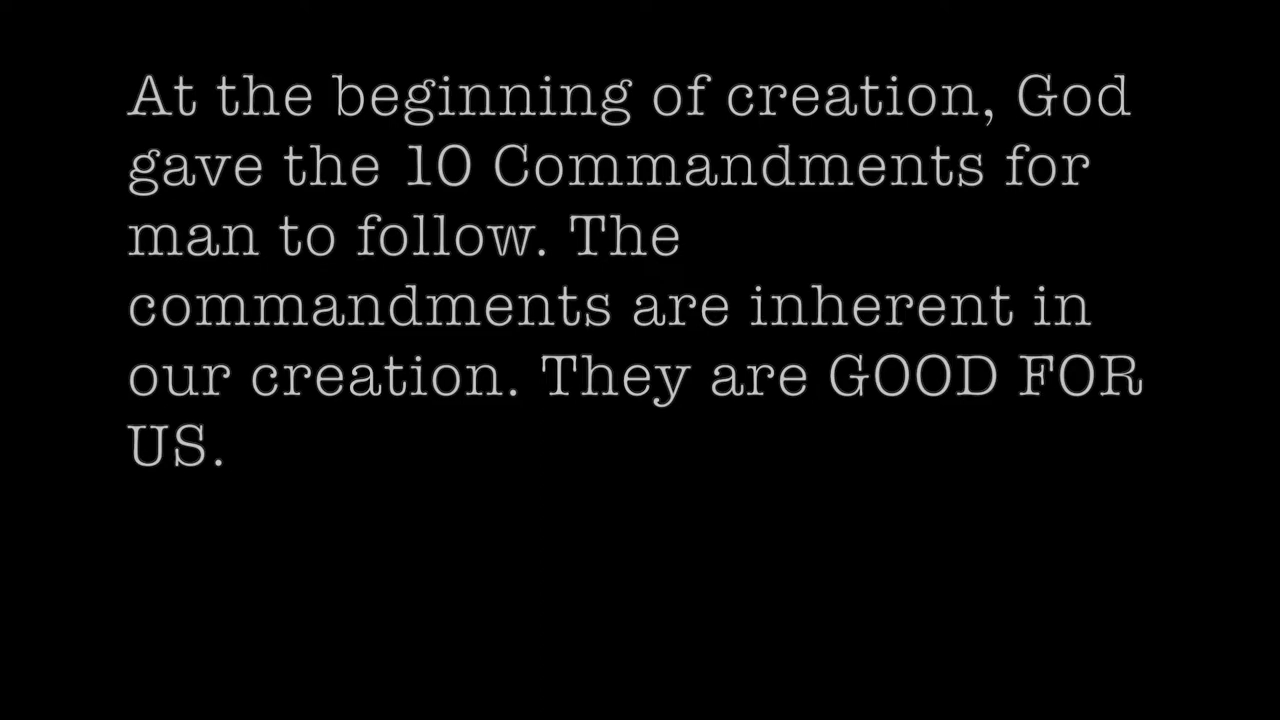 At the beginning of creation, God
gave the 10 Commandments for
man to follow. The
commandments are inherent in
our creation. They are GOOD FOR
US.